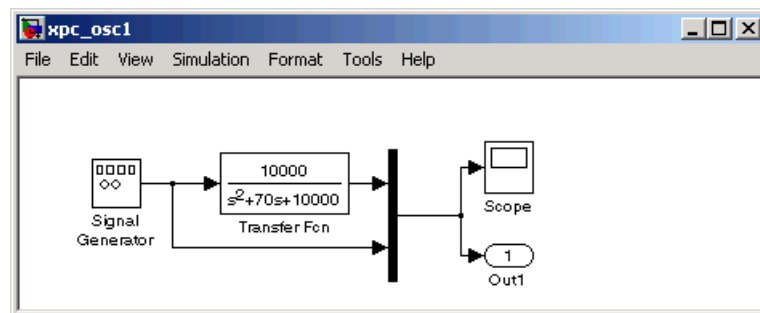 xpc_osc1
File Edit View Simulation Format Tools Help
Signal
Generator
10000
s²+70s+10000
Transfer Fcn
Scope
1
Out1